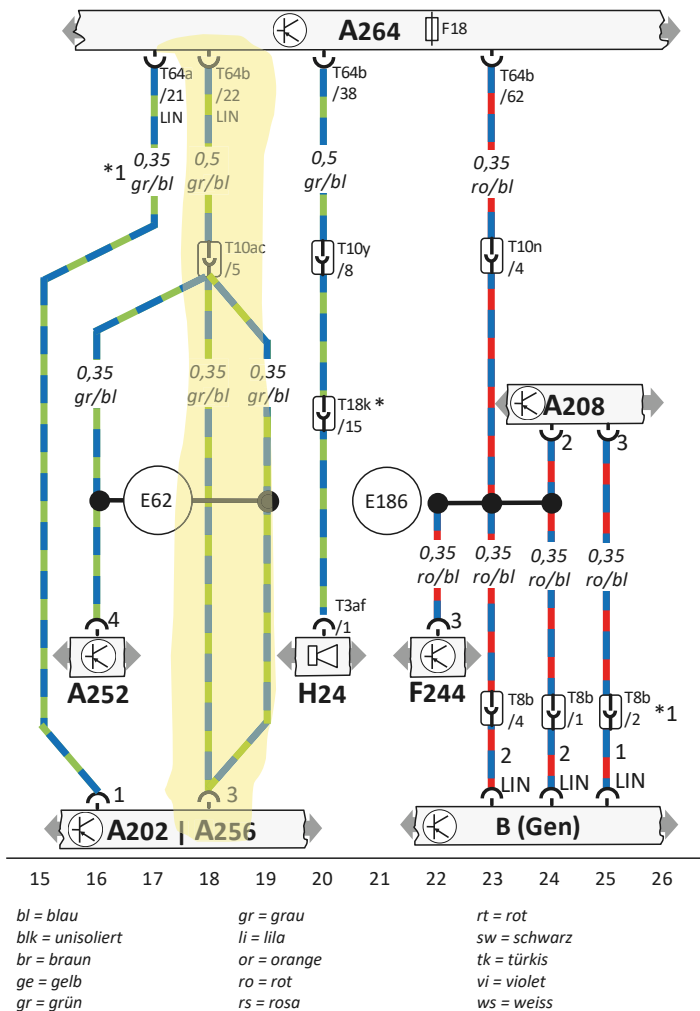 A264 F18
T64a T64b T64b T64b
/21 /22 /38 /62
LIN LIN
*1 0,35 0,5 0,5 0,35
gr/bl gr/bl gr/bl ro/bl
T10ac T10y T10n
/5 /8 /4
0,35 0,35 0,35
gr/bl gr/bl gr/bl
A208
T18k *
/15
2 3
E62 E186
0,35 0,35 0,35 0,35
ro/bl ro/bl ro/bl ro/bl
4 T3af 3
/1
A252 H24 F244
T8b T8b T8b *1
/4 /1 /2
2 2 1
LIN LIN LIN
1 3
A202 | A256 B (Gen)
15 16 17 18 19 20 21 22 23 24 25 26
bl = blau gr = grau rt = rot
blk = unisoliert li = lila sw = schwarz
br = braun or = orange tk = türkis
ge = gelb ro = rot vi = violet
gr = grün rs = rosa ws = weiss